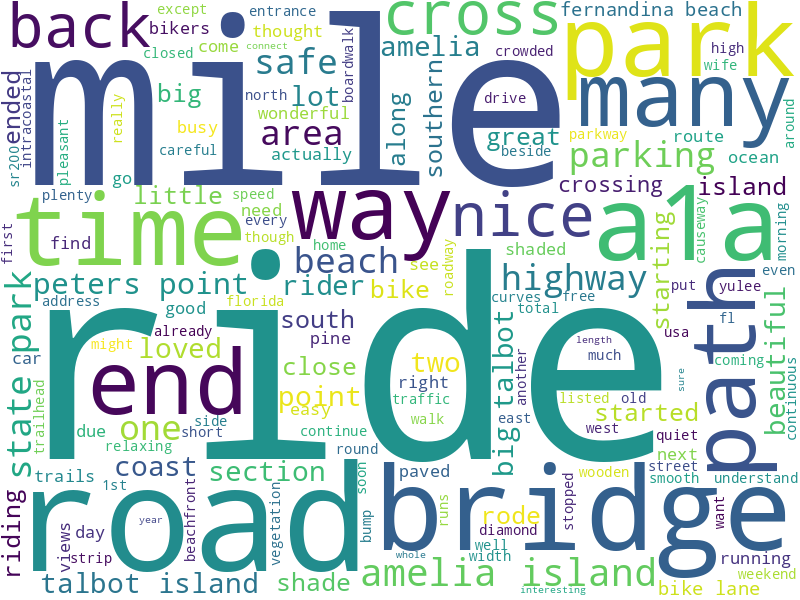 back
except
bikers
entrance
thought
cross
fernandina beach
closed
come
safe
amelia
crowded
park
high
wife
mile
ended
intracoastal
sr200
pleasant
really
big
busy
careful
north
connect
lot
area
wonderful
actually
boardwalk
along
southern
drive
great
beside
many
parkway
route
around
parking
ocean
go
plenty
little
speed
need
every
way
nice
crossing
island
first
time
find
though
home
beach
see
roadway
shaded
a1a
starting
causeway
morning
even
state park
peters point
rider
bike
highway
put
yulee
address
good
florida
free
curves
total
usa
fl
path
beautiful
continuous
car
might
already
loved
south
pine
close
ride
two
big talbot
another
length
much
coming
sure
trailhead
end
one
point
easy
right
traffic
walk
listed
old
started
due
short
side
continue
east
west
quiet
relaxing
round
next
street
smooth
understand
trails
1st
coast
section
soon
paved
wooden
stopped
riding
views
day
year
road
beachfront
vegetation
bump
bridge
runs
rode
diamond
well
width
want
running
strip
talbot island
shade
whole
amelia island
interesting
bike lane
weekend